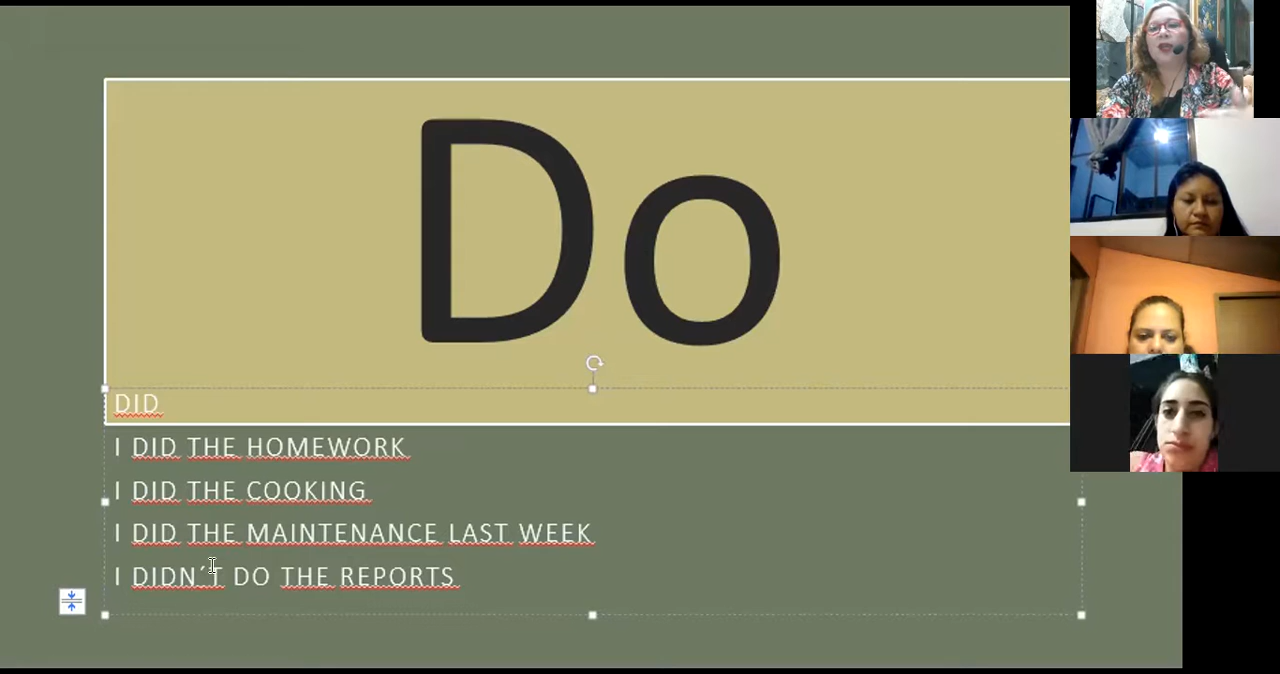 Do
DID
I DID THE HOMEWORK
I DID THE COOKING
I DID THE MAINTENANCE LAST WEEK
I DIDN´T DO THE REPORTS